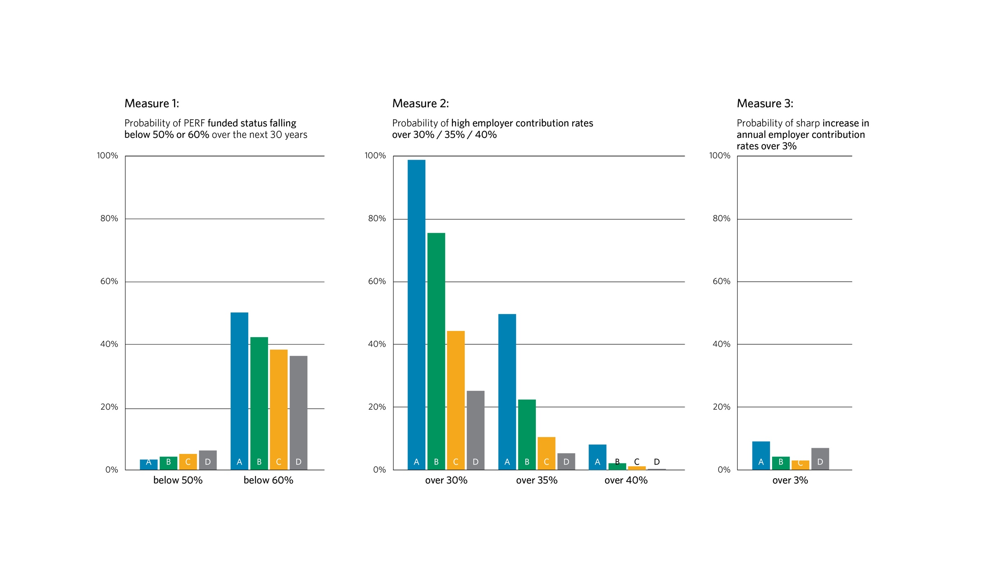 Measure 1:
Probability of PERF funded status falling
below 50% or 60% over the next 30 years
100%
80%
60%
40%
20%
0%
A B C D
A B C D
below 50%
below 60%
Measure 2:
Probability of high employer contribution rates
over 30% / 35% / 40%
100%
80%
60%
40%
20%
0%
A B C D
A B C D
A B C D
over 30%
over 35%
over 40%
Measure 3:
Probability of sharp increase in
annual employer contribution
rates over 3%
100%
80%
60%
40%
20%
0%
A B C D
over 3%